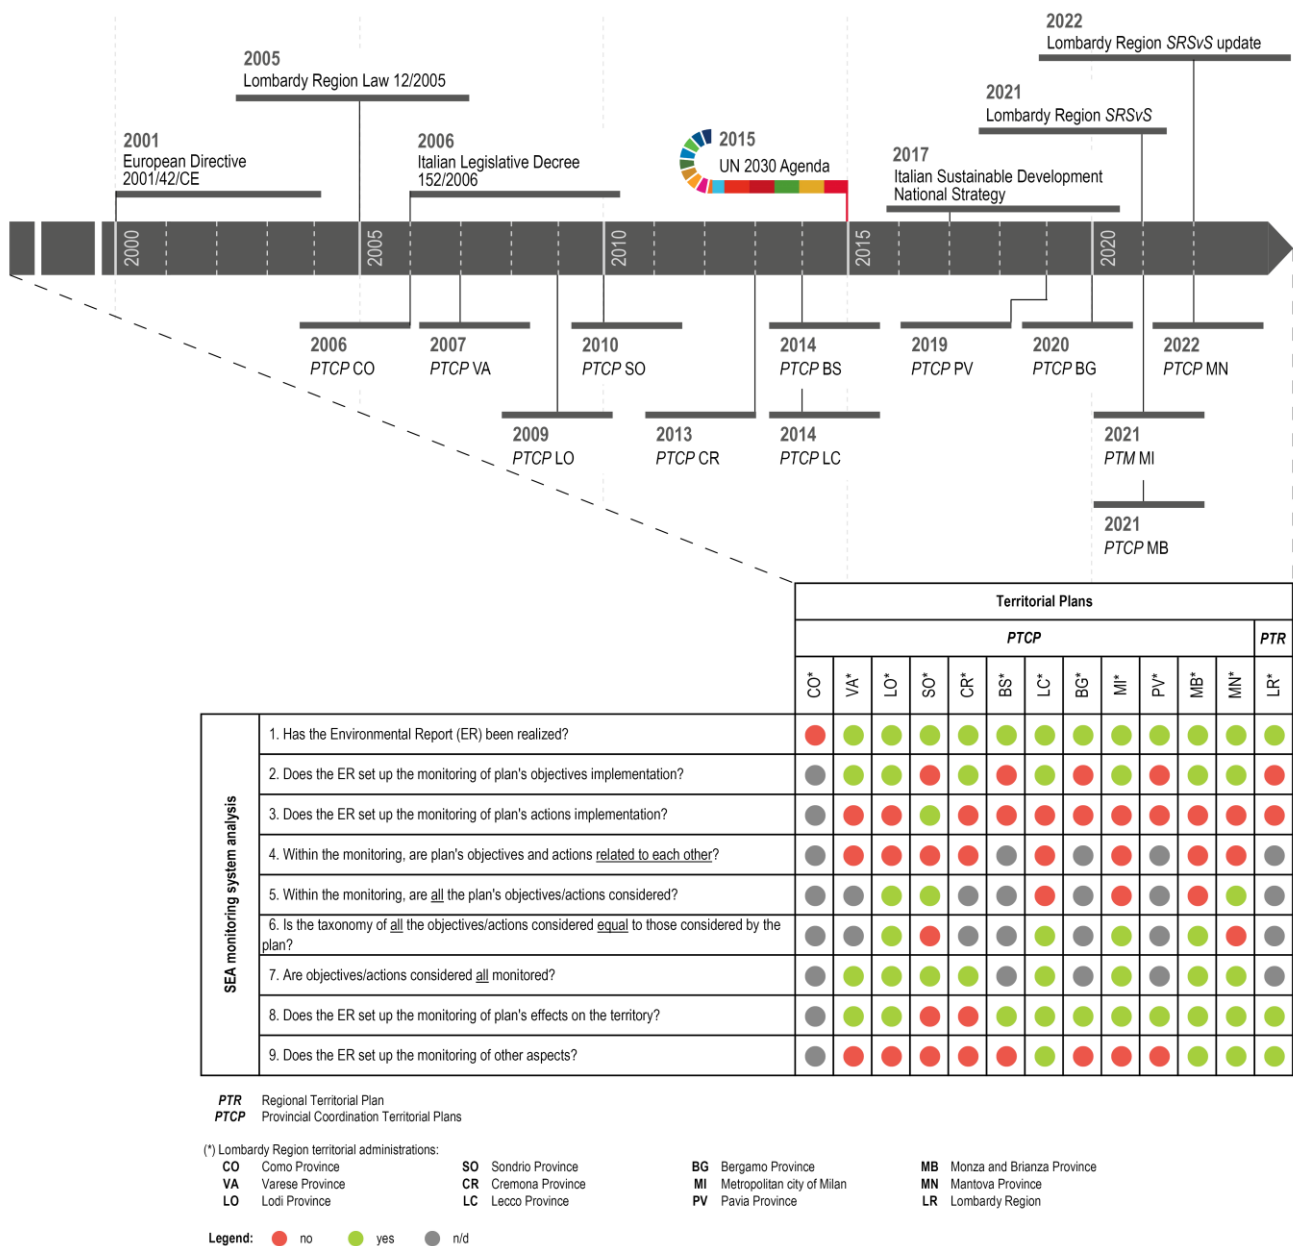 2022
Lombardy Region SRSvS update
2005
Lombardy Region Law 12/2005
2021
Lombardy Region SRSvS
2001
European Directive
2001/42/CE
2006
Italian Legislative Decree
152/2006
2015
UN 2030 Agenda
2017
Italian Sustainable Development
National Strategy
2000
2005
2010
2015
2020
2006
PTCP CO
2007
PTCP VA
2010
PTCP SO
2014
PTCP BS
2019
PTCP PV
2020
PTCP BG
2022
PTCP MN
2009
PTCP LO
2013
PTCP CR
2014
PTCP LC
2021
PTM MI
2021
PTCP MB
Territorial Plans
PTCP
PTR
CO*
VA*
LO*
SO*
CR*
BS*
LC*
BG*
MI*
PV*
MB*
MN*
LR*
SEA monitoring system analysis
1. Has the Environmental Report (ER) been realized?
2. Does the ER set up the monitoring of plan's objectives implementation?
3. Does the ER set up the monitoring of plan's actions implementation?
4. Within the monitoring, are plan's objectives and actions related to each other?
5. Within the monitoring, are all the plan's objectives/actions considered?
6. Is the taxonomy of all the objectives/actions considered equal to those considered by the
plan?
7. Are objectives/actions considered all monitored?
8. Does the ER set up the monitoring of plan's effects on the territory?
9. Does the ER set up the monitoring of other aspects?
PTR Regional Territorial Plan
PTCP Provincial Coordination Territorial Plans
(*) Lombardy Region territorial administrations:
CO Como Province
VA Varese Province
LO Lodi Province
SO Sondrio Province
CR Cremona Province
LC Lecco Province
BG Bergamo Province
MI Metropolitan city of Milan
PV Pavia Province
MB Monza and Brianza Province
MN Mantova Province
LR Lombardy Region
Legend: no yes n/d